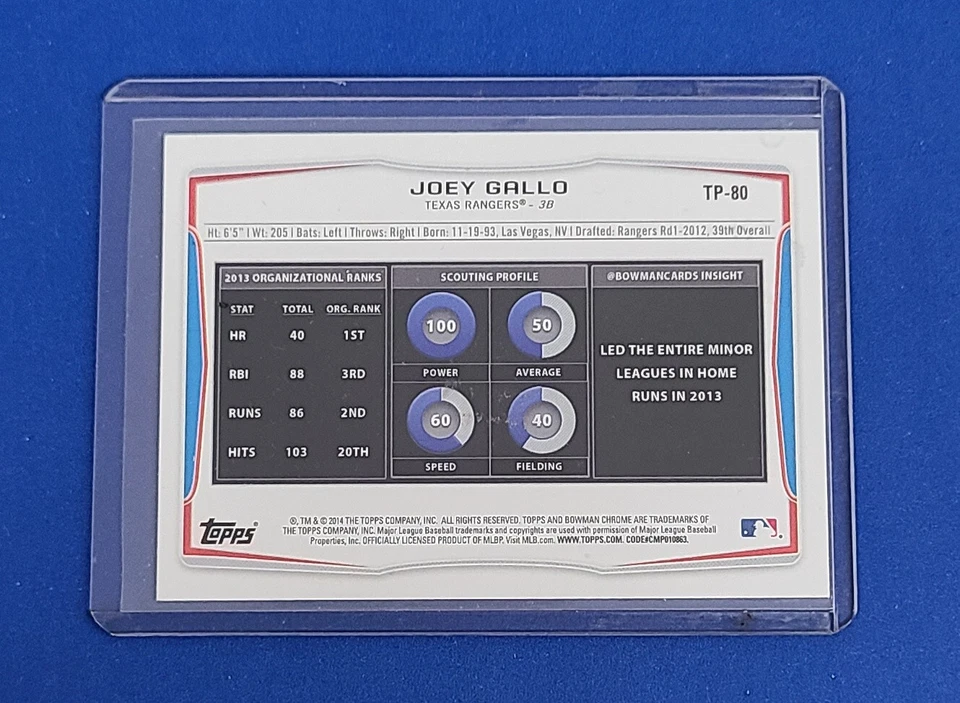 JOEY GALLO
TEXAS RANGERS® - 3B
TP-80
Ht: 6'5" | Wt: 205 | Bats: Left | Throws: Right | Born: 11-19-93, Las Vegas, NV | Drafted: Rangers Rd1-2012, 39th Overall
2013 ORGANIZATIONAL RANKS
STAT TOTAL ORG. RANK
HR 40 1ST
RBI 88 3RD
RUNS 86 2ND
HITS 103 20TH
SCOUTING PROFILE
100 50
POWER AVERAGE
60 40
SPEED FIELDING
@BOWMANCARDS INSIGHT
LED THE ENTIRE MINOR
LEAGUES IN HOME
RUNS IN 2013
Topps®
®, TM & © 2014 THE TOPPS COMPANY, INC. ALL RIGHTS RESERVED. TOPPS AND BOWMAN CHROME ARE TRADEMARKS OF
THE TOPPS COMPANY, INC. Major League Baseball trademarks and copyrights are used with permission of Major League Baseball
Properties, Inc. OFFICIALLY LICENSED PRODUCT OF MLBP. Visit MLB.com. WWW.TOPPS.COM. CODE#CMP010863.